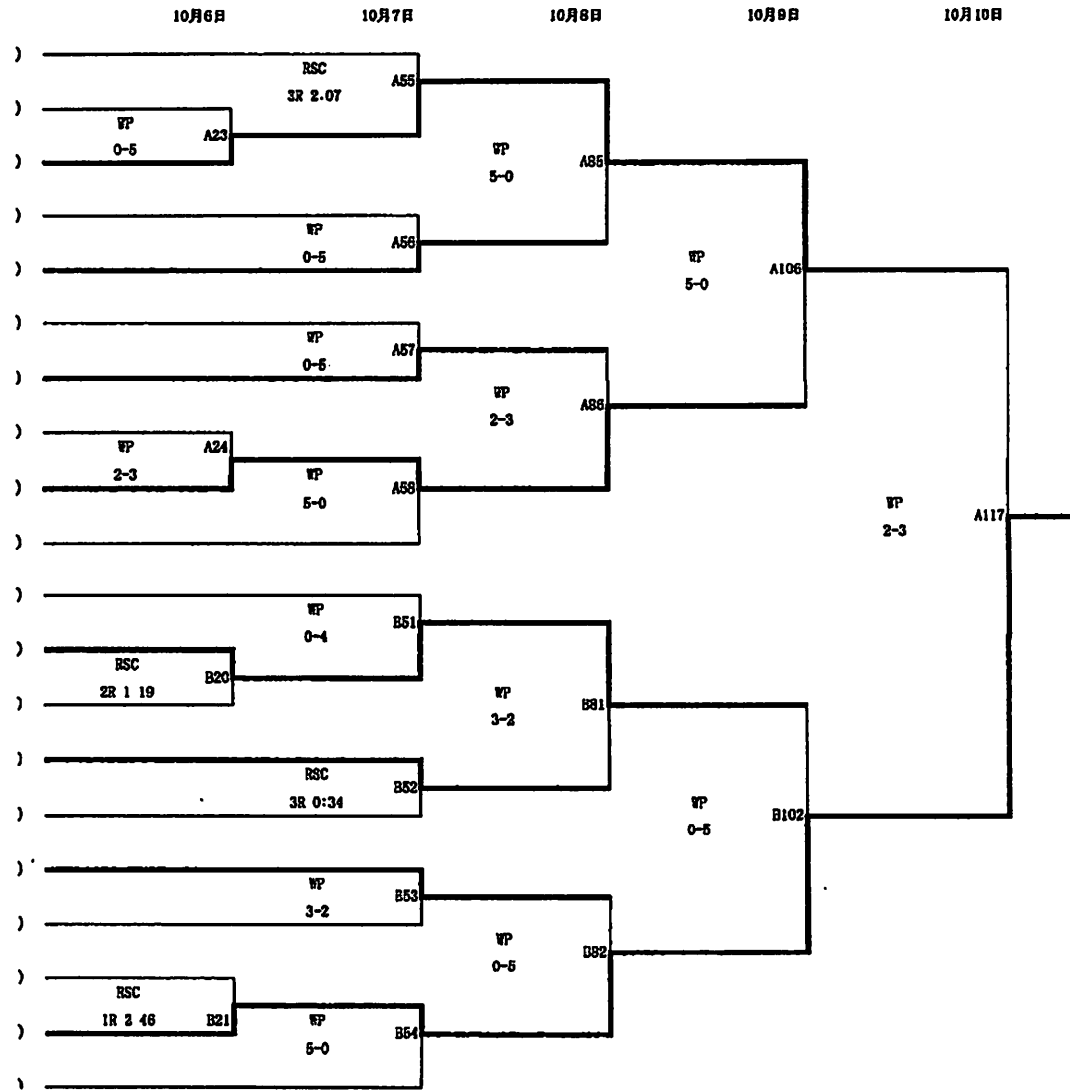 10月6日 10月7日 10月8日 10月9日 10月10日
)
RSC
A55
3R 2.07
)
WP
A23
0-5
)
WP
A85
5-0
)
WP
A56
0-5
)
WP
A106
5-0
)
WP
A57
0-5
)
WP
A86
2-3
)
WP
A24
2-3
)
WP
A58
5-0
)
WP
A117
2-3
)
WP
B51
0-4
)
RSC
B20
2R 1 19
)
WP
B81
3-2
)
RSC
B52
3R 0:34
)
WP
B102
0-5
)
WP
B53
3-2
)
WP
B82
0-5
)
RSC
1R 2 46 B21
)
WP
B54
5-0
)